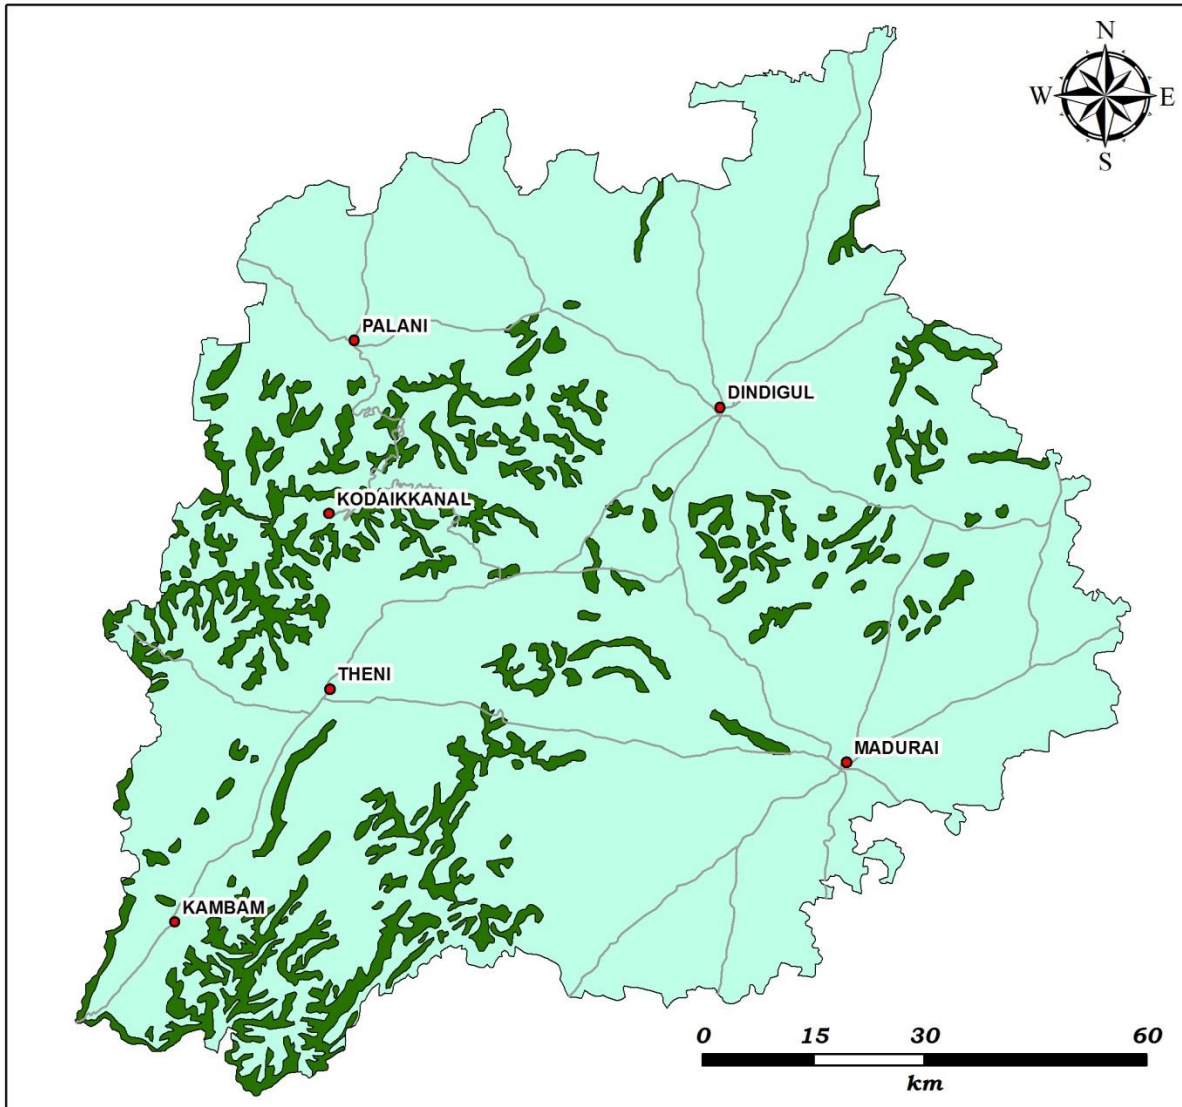 N
W E
S
PALANI
DINDIGUL
KODAIKKANAL
THENI
MADURAI
KAMBAM
0 15 30 60
km